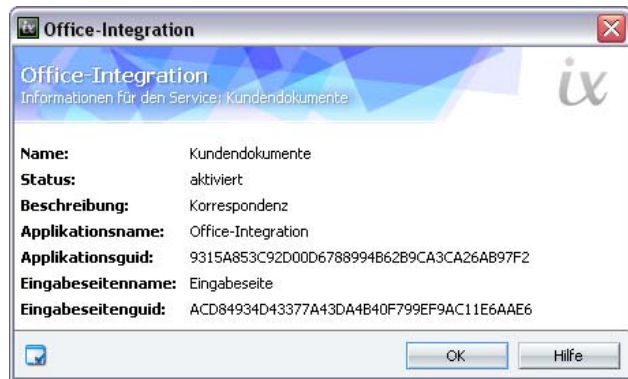 ix Office-Integration
Office-Integration
Informationen für den Service: Kundendokumente
ix
Name: Kundendokumente
Status: aktiviert
Beschreibung: Korrespondenz
Applikationsname: Office-Integration
Applikationsguid: 9315A853C92D00D6788994B62B9CA3CA26AB97F2
Eingabeseitenname: Eingabeseite
Eingabeseitenguid: ACD84934D43377A43DA4B40F799EF9AC11E6AAE6
OK Hilfe